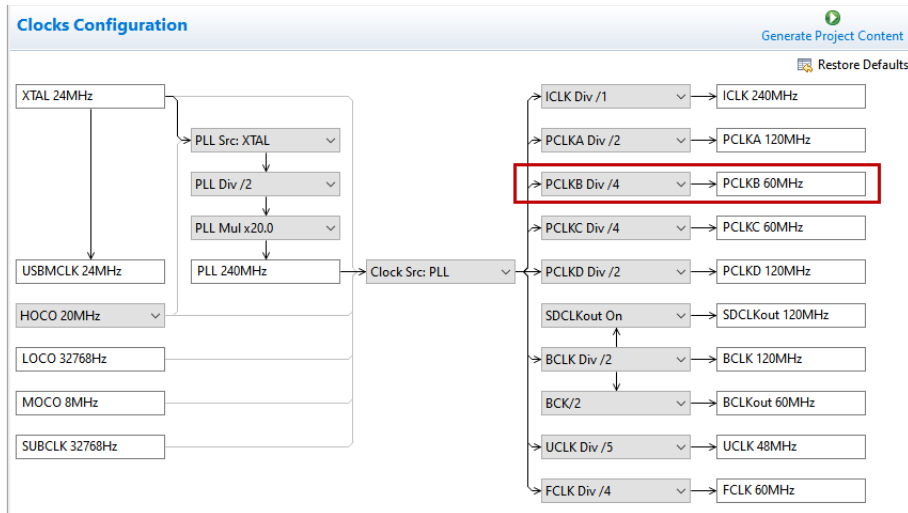 Clocks Configuration
Generate Project Content
Restore Defaults
XTAL 24MHz
ICLK Div /1
ICLK 240MHz
PLL Src: XTAL
PCLKA Div /2
PCLKA 120MHz
PLL Div /2
PCLKB Div /4
PCLKB 60MHz
PLL Mul x20.0
PCLKC Div /4
PCLKC 60MHz
USBMCLK 24MHz
PLL 240MHz
Clock Src: PLL
PCLKD Div /2
PCLKD 120MHz
HOCO 20MHz
SDCLKout On
SDCLKout 120MHz
LOCO 32768Hz
BCLK Div /2
BCLK 120MHz
MOCO 8MHz
BCK/2
BCLKout 60MHz
SUBCLK 32768Hz
UCLK Div /5
UCLK 48MHz
FCLK Div /4
FCLK 60MHz